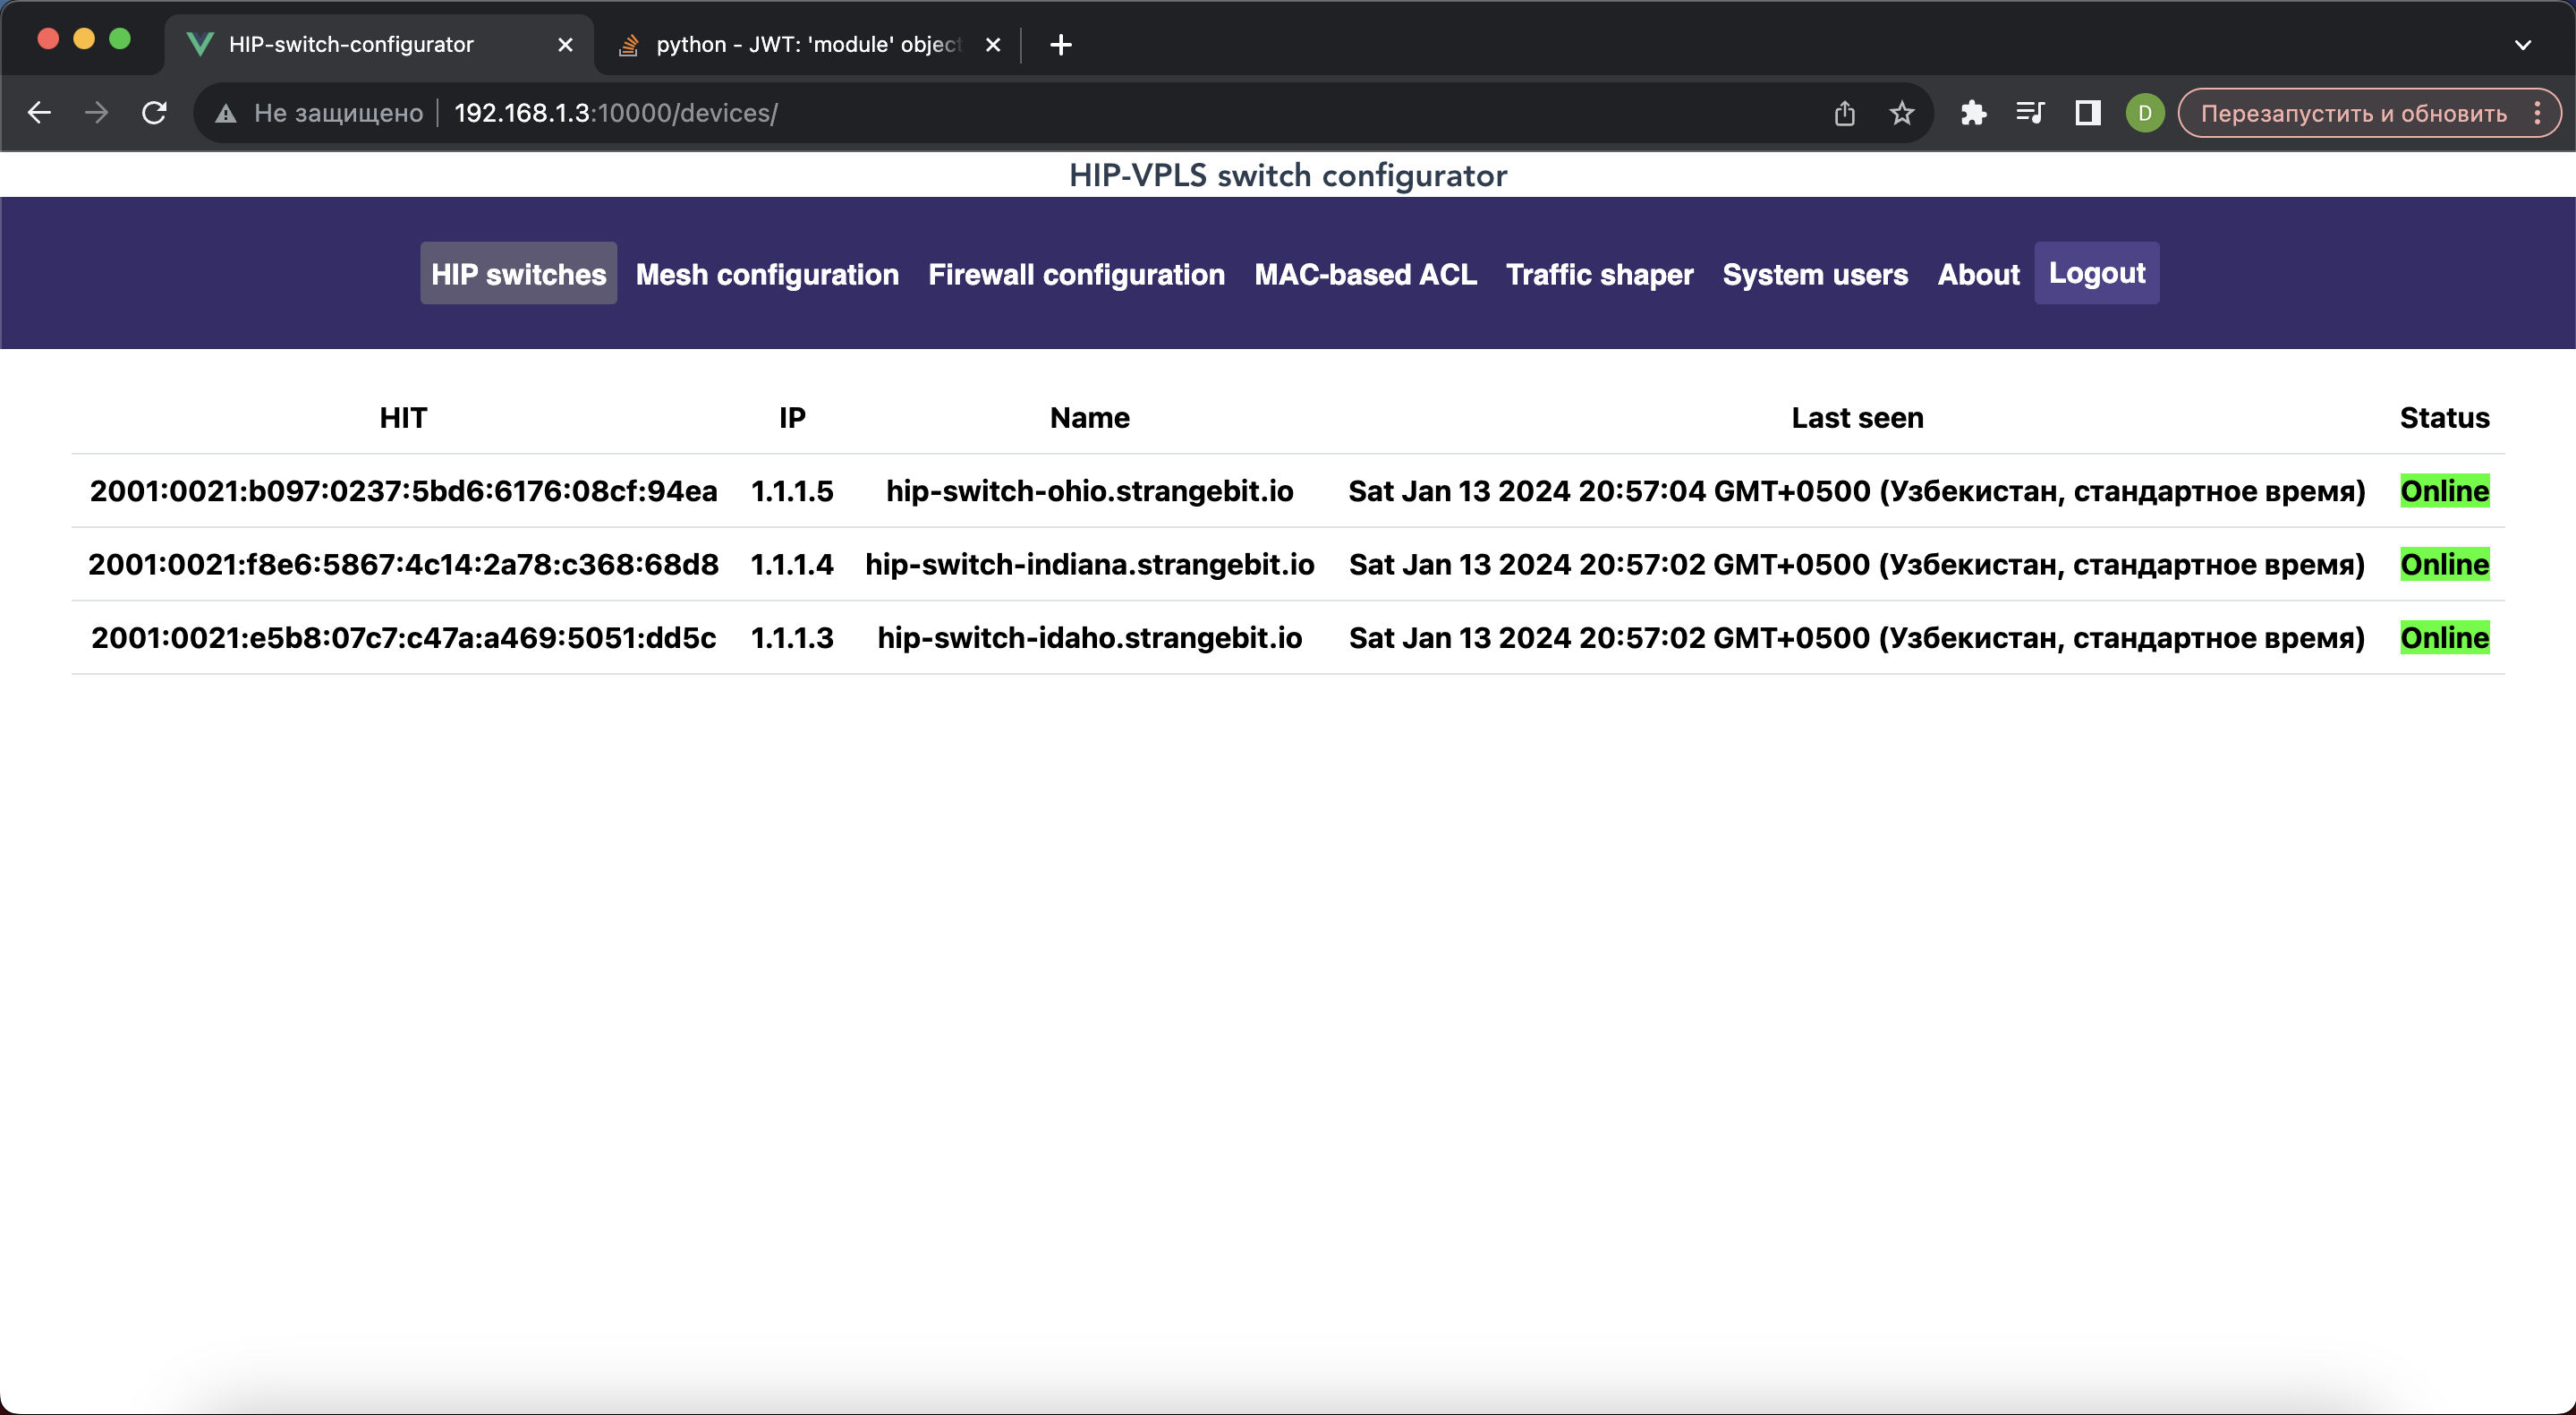 HIP-switch-configurator python - JWT: 'module' object
Не защищено 192.168.1.3:10000/devices/ D Перезапустить и обновить
HIP-VPLS switch configurator
HIP switches Mesh configuration Firewall configuration MAC-based ACL Traffic shaper System users About Logout
HIT IP Name Last seen Status
2001:0021:b097:0237:5bd6:6176:08cf:94ea 1.1.1.5 hip-switch-ohio.strangebit.io Sat Jan 13 2024 20:57:04 GMT+0500 (Узбекистан, стандартное время) Online
2001:0021:f8e6:5867:4c14:2a78:c368:68d8 1.1.1.4 hip-switch-indiana.strangebit.io Sat Jan 13 2024 20:57:02 GMT+0500 (Узбекистан, стандартное время) Online
2001:0021:e5b8:07c7:c47a:a469:5051:dd5c 1.1.1.3 hip-switch-idaho.strangebit.io Sat Jan 13 2024 20:57:02 GMT+0500 (Узбекистан, стандартное время) Online